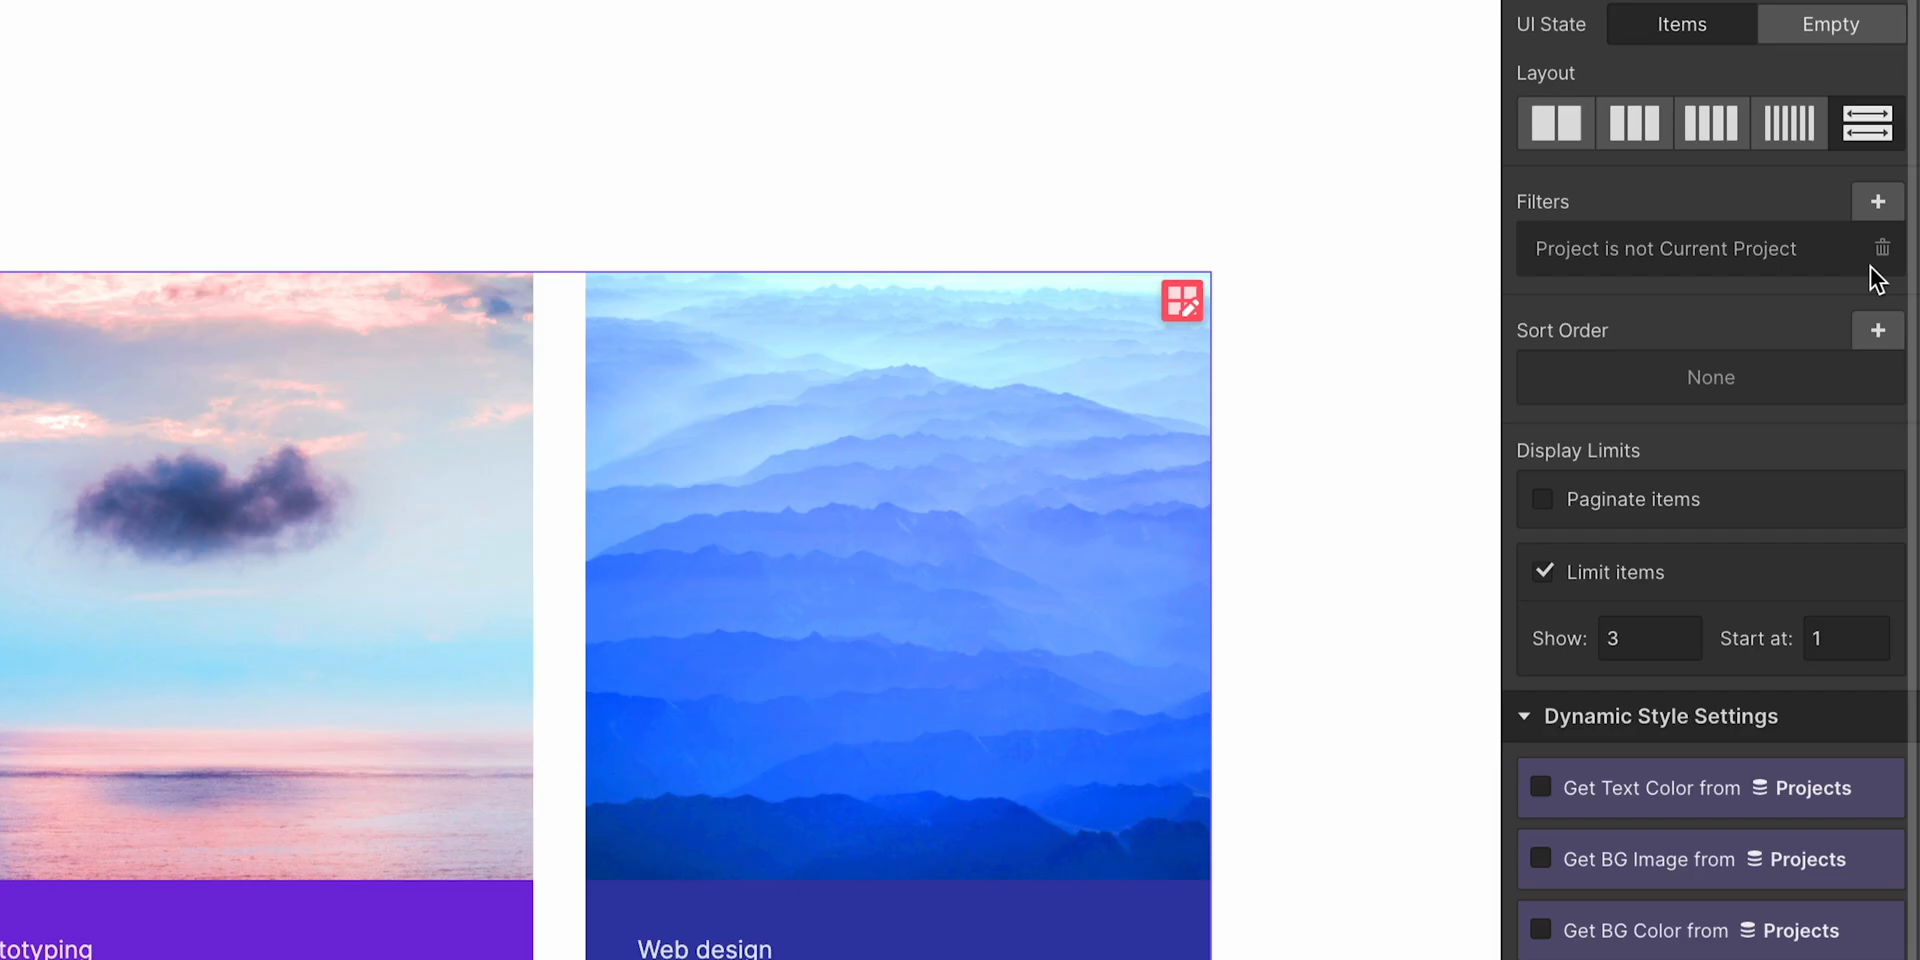 UI State Items Empty
Layout
Filters
Project is not Current Project
Sort Order
None
Display Limits
Paginate items
Limit items
Show: 3 Start at: 1
Dynamic Style Settings
Get Text Color from Projects
Get BG Image from Projects
Get BG Color from Projects
totyping
Web design